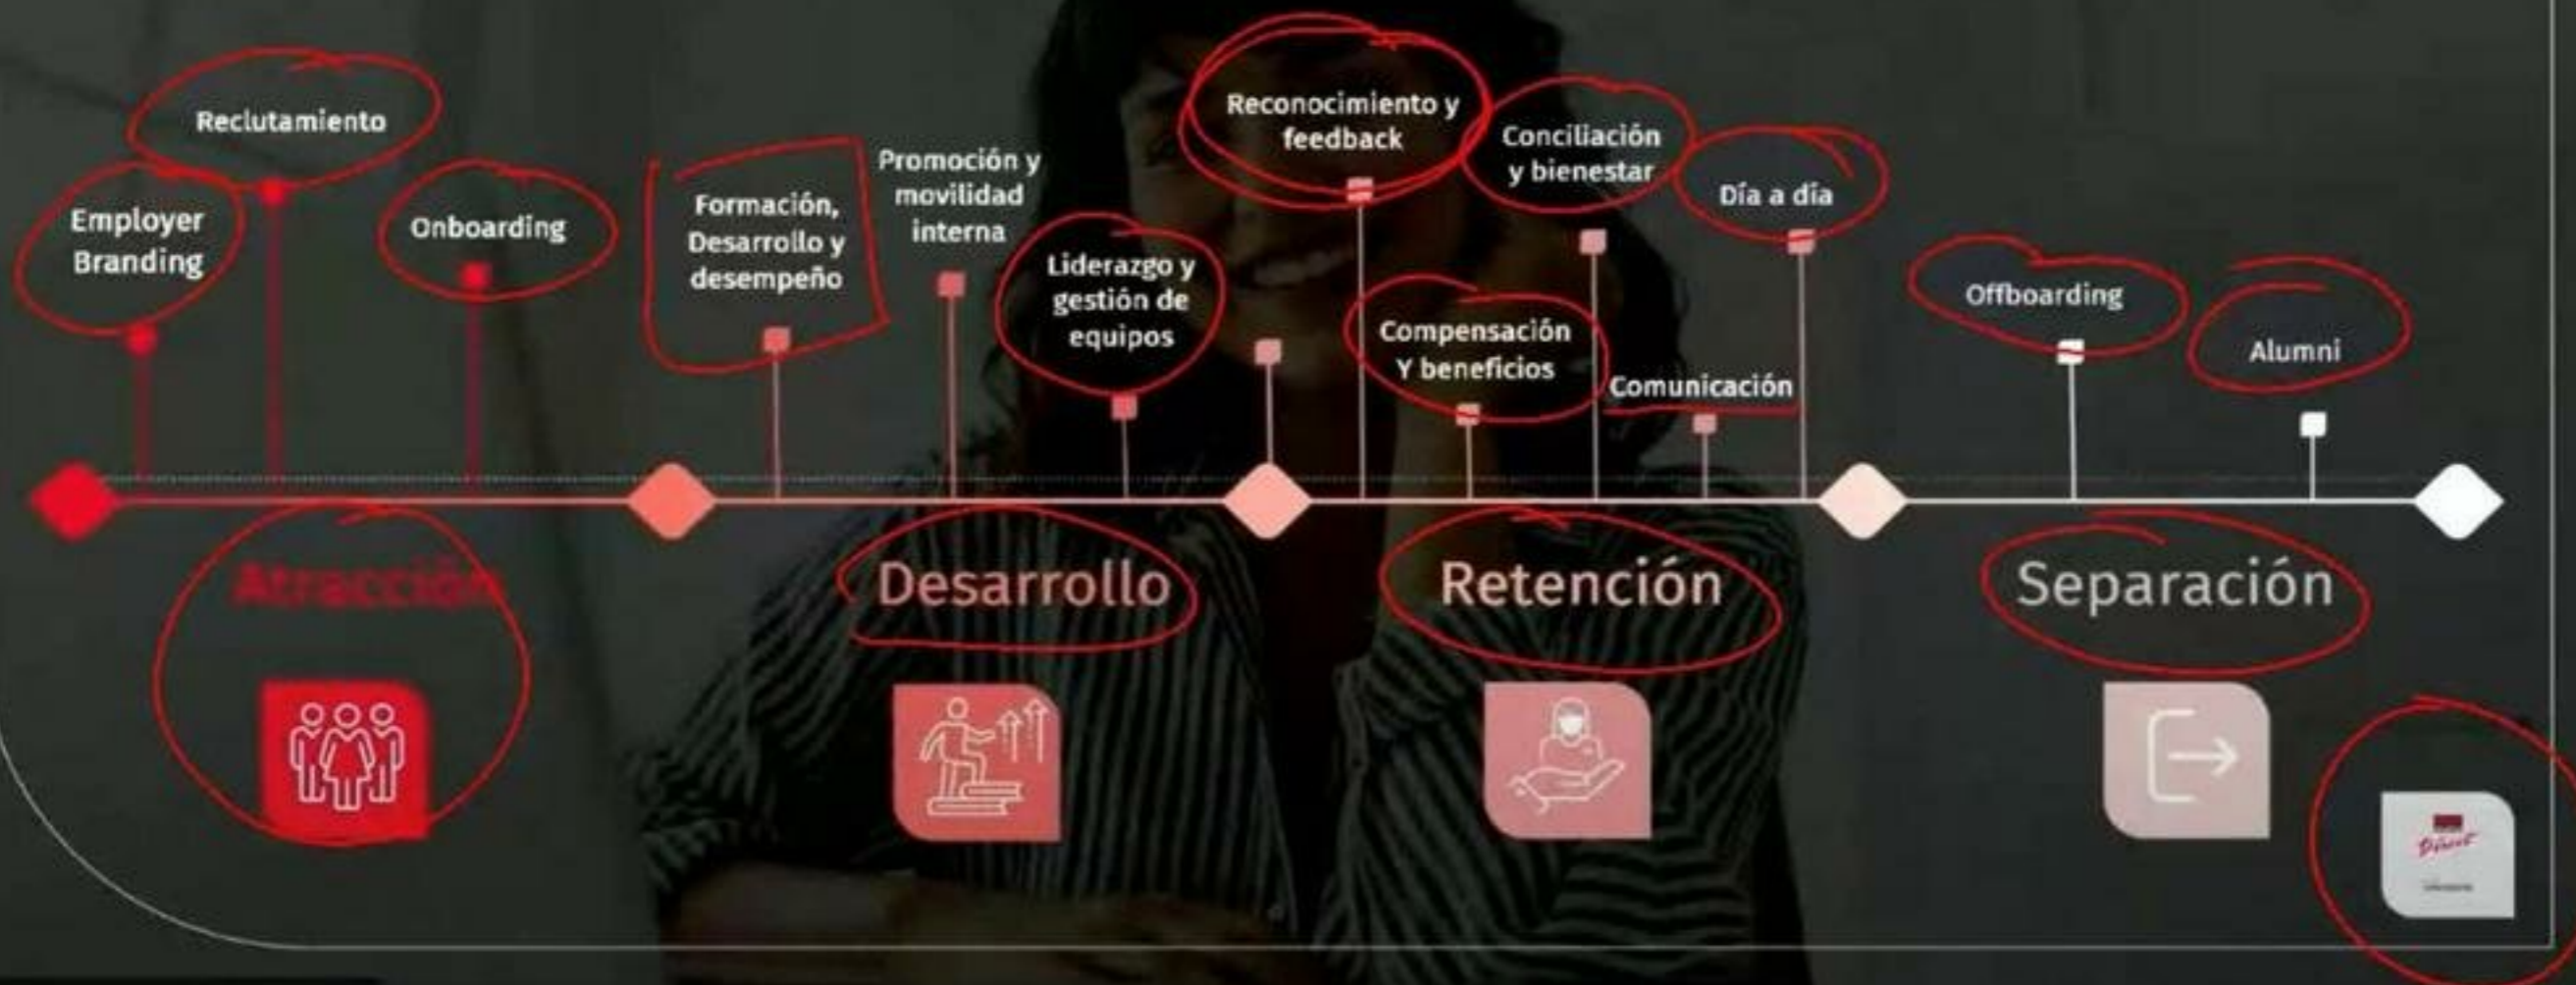 Reclutamiento
Employer
Branding
Onboarding
Formación,
Desarrollo y
desempeño
Promoción y
movilidad
interna
Liderazgo y
gestión de
equipos
Reconocimiento y
feedback
Compensación
Y beneficios
Conciliación
y bienestar
Comunicación
Día a día
Offboarding
Alumni
Atracción
Desarrollo
Retención
Separación